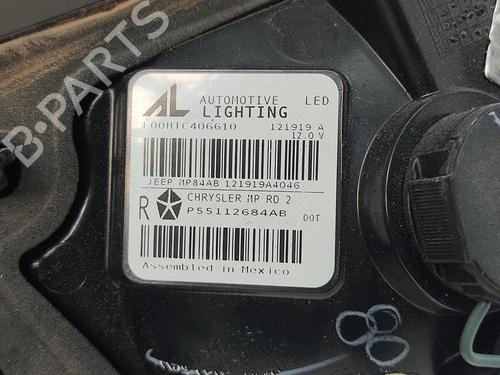 B-PARTS
AL AUTOMOTIVE LIGHTING LED
L00HTC406610 121919 A
12.0 V
JEEP MP84AB 121919A4046
R CHRYSLER MP RD 2
P55112684AB DOT
Assembled in Mexico